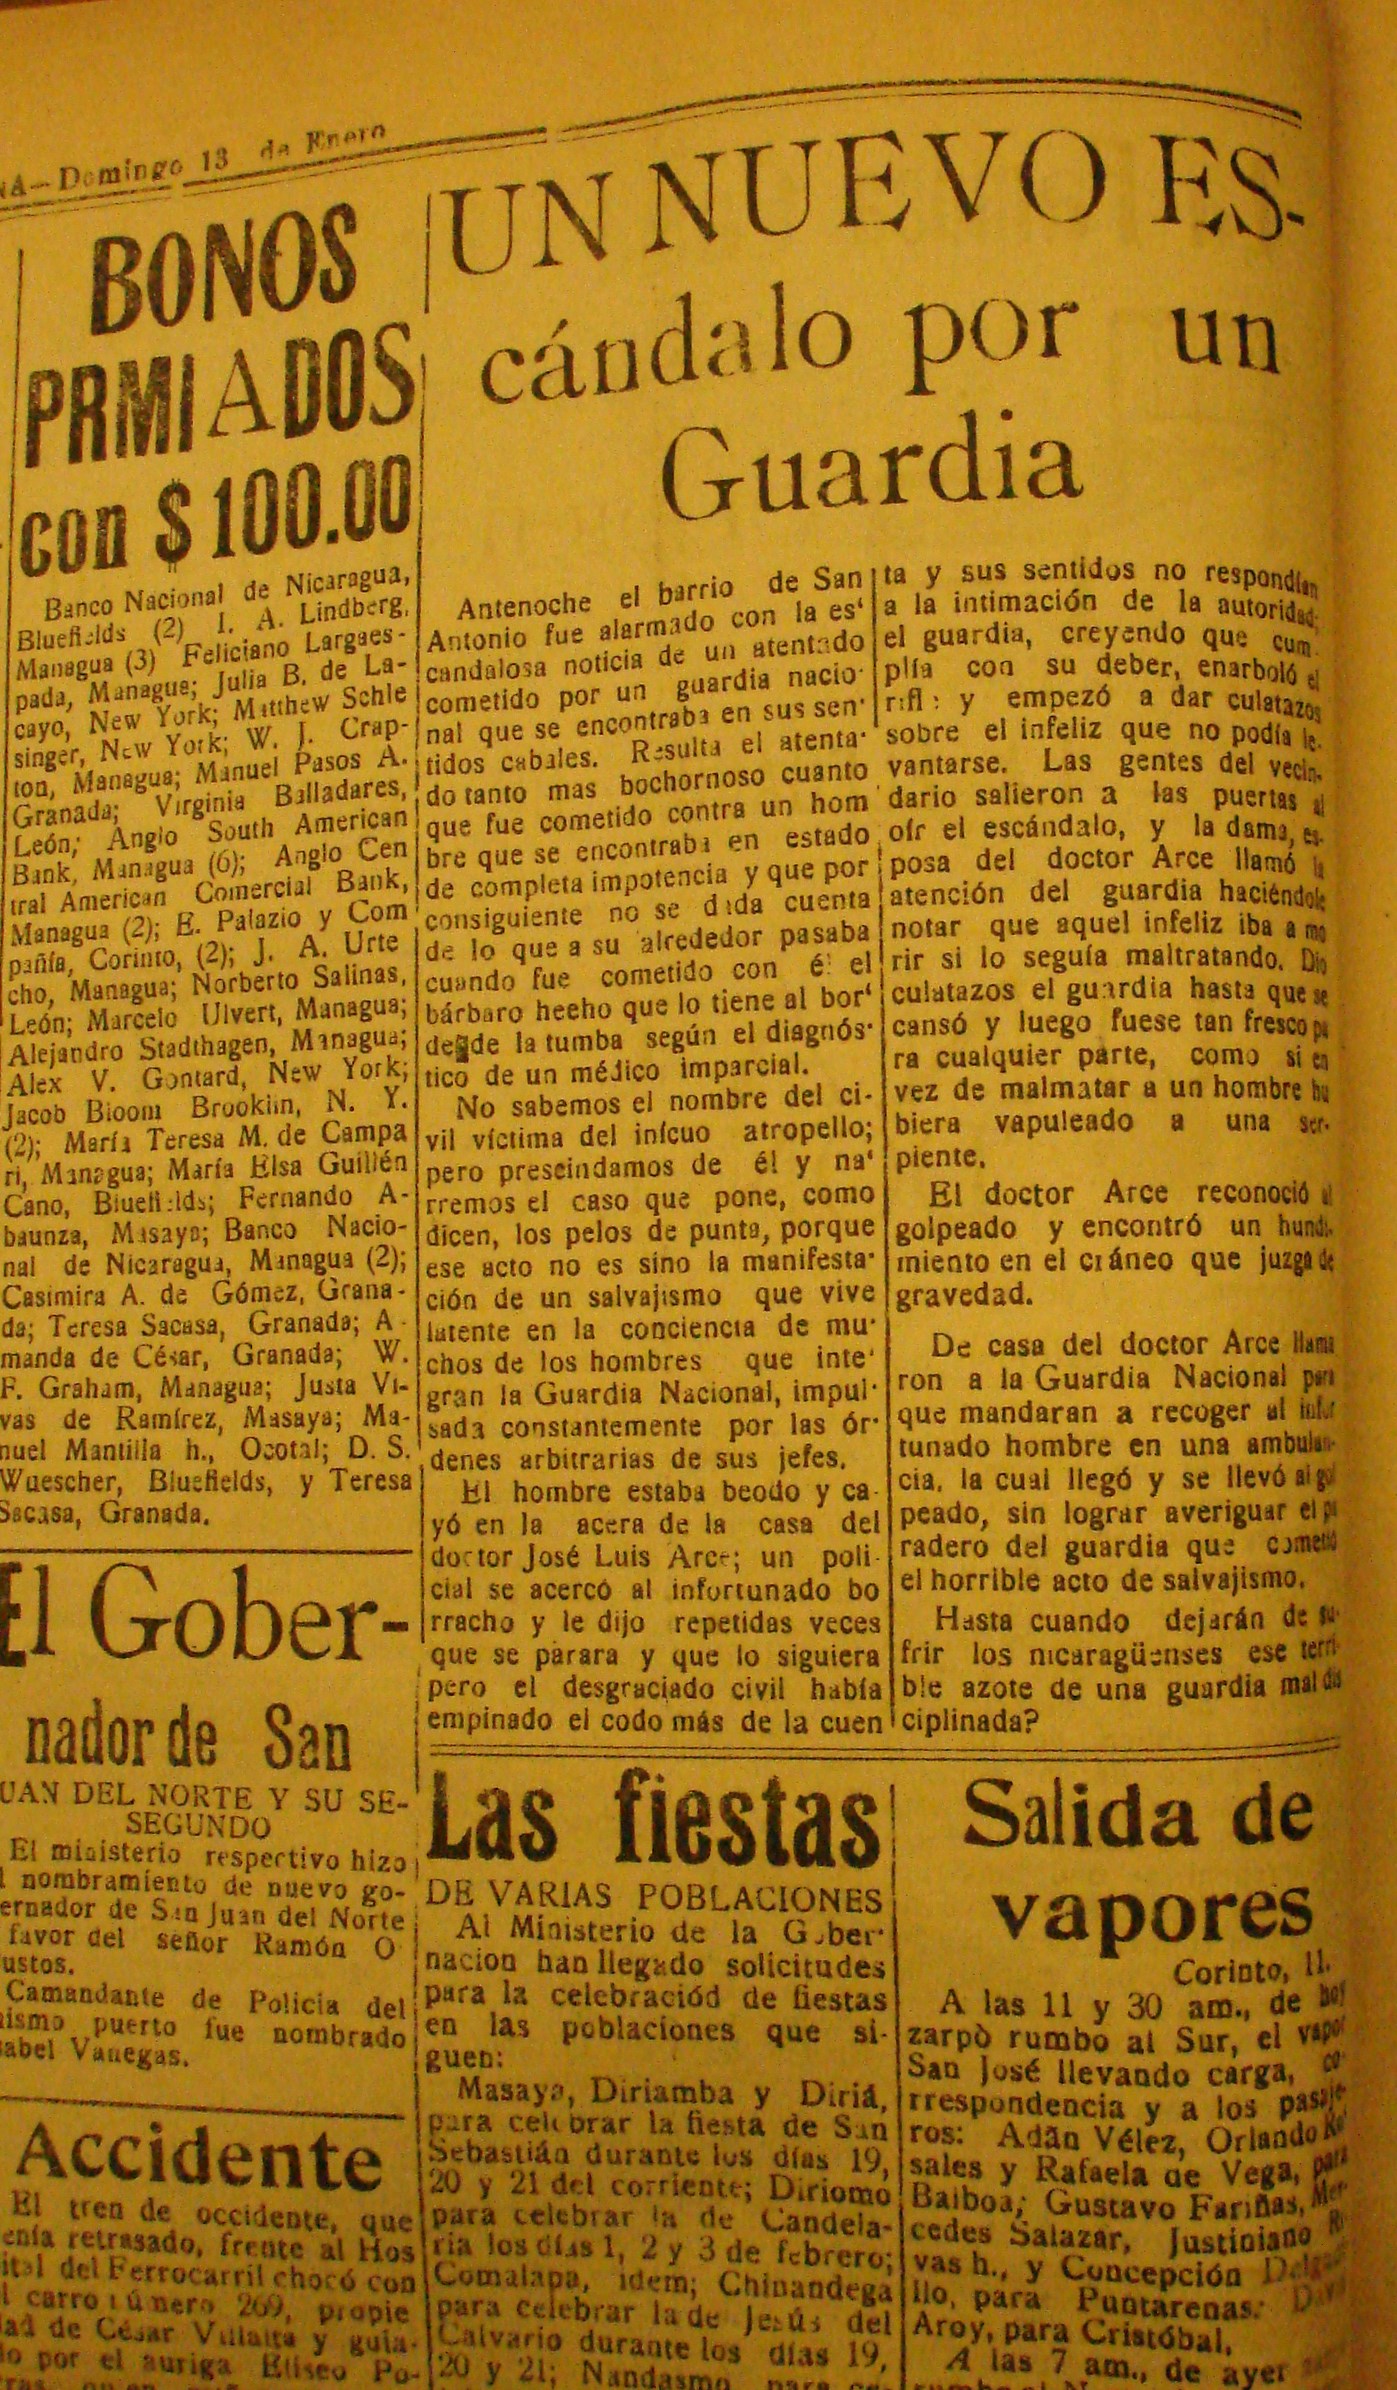 Domingo 13 de Enero
BONOS
PRMIADOS
con $ 100.00
Banco Nacional de Nicaragua,
Bluefields (2) I. A. Lindberg,
Managua (3) Feliciano Largaes-
pada, Managua; Julia B. de La-
cayo, New York; Matthew Schle
singer, New York; W. J. Crap-
ton, Managua; Manuel Pasos A.
Granada; Virginia Balladares,
León; Anglo South American
Bank, Managua (6); Anglo Cen
tral American Comercial Bank,
Managua (2); E. Palazio y Com
pañía, Corinto, (2); J. A. Urte
cho, Managua; Norberto Salinas,
León; Marcelo Ulvert, Managua;
Alejandro Stadthagen, Managua;
Alex V. Gontard, New York;
Jacob Bloom Brooklin, N. Y.
(2); María Teresa M. de Campa
ri, Managua; María Elsa Guillén
Cano, Bluefields; Fernando A-
baunza, Masaya; Banco Nacio-
nal de Nicaragua, Managua (2);
Casimira A. de Gómez, Grana-
da; Teresa Sacasa, Granada; A-
manda de César, Granada; W.
F. Graham, Managua; Justa Vi-
vas de Ramírez, Masaya; Ma-
nuel Mantilla h., Ocotal; D. S.
Wuescher, Bluefields, y Teresa
Sacasa, Granada.
El Gober-
nador de San
UAN DEL NORTE Y SU SE-
SEGUNDO
El ministerio respectivo hizo
nombramiento de nuevo go-
ernador de San Juan del Norte
favor del señor Ramón O
ustos.
Camandante de Policia del
ismo puerto fue nombrado
abel Vanegas.
Accidente
El tren de occidente, que
enía retrasado, frente al Hos
ital del Ferrocarril chocó con
l carro número 269, propie
ad de César Villalta y guia-
o por el auriga Eliseo Po-
UN NUEVO ES-
cándalo por un
Guardia
Antenoche el barrio de San
Antonio fue alarmado con la es'
candalosa noticia de un atentado
cometido por un guardia nacio-
nal que se encontraba en sus sen-
tidos cabales. Resulta el atenta-
do tanto mas bochornoso cuanto
que fue cometido contra un hom
bre que se encontraba en estado
de completa impotencia y que por
consiguiente no se dada cuenta
de lo que a su alrededor pasaba
cuando fue cometido con él el
bárbaro heeho que lo tiene al bor'
de de la tumba según el diagnós-
tico de un médico imparcial.
No sabemos el nombre del ci-
vil víctima del inícuo atropello;
pero prescindamos de él y na'
rremos el caso que pone, como
dicen, los pelos de punta, porque
ese acto no es sino la manifesta-
ción de un salvajismo que vive
latente en la conciencia de mu-
chos de los hombres que inte'
gran la Guardia Nacional, impul-
sada constantemente por las ór-
denes arbitrarias de sus jefes.
El hombre estaba beodo y ca-
yó en la acera de la casa del
doctor José Luis Arce; un poli-
cial se acercó al infortunado bo
rracho y le dijo repetidas veces
que se parara y que lo siguiera
pero el desgraciado civil había
empinado el codo más de la cuen
ta y sus sentidos no respondían
a la intimación de la autoridad;
el guardia, creyendo que cum-
plía con su deber, enarboló el
rifle y empezó a dar culatazos
sobre el infeliz que no podía le-
vantarse. Las gentes del vecin-
dario salieron a las puertas al
oír el escándalo, y la dama, es-
posa del doctor Arce llamó la
atención del guardia haciéndole
notar que aquel infeliz iba a mo
rir si lo seguía maltratando. Dio
culatazos el guardia hasta que se
cansó y luego fuese tan fresco pa
ra cualquier parte, como si en
vez de malmatar a un hombre hu
biera vapuleado a una ser-
piente.
El doctor Arce reconoció al
golpeado y encontró un hundi-
miento en el cráneo que juzga de
gravedad.
De casa del doctor Arce llama
ron a la Guardia Nacional para
que mandaran a recoger al infor
tunado hombre en una ambulan-
cia, la cual llegó y se llevó al gol
peado, sin lograr averiguar el pa
radero del guardia que cometió
el horrible acto de salvajismo.
Hasta cuando dejarán de su-
frir los nicaragüenses ese terri-
ble azote de una guardia mal dis
ciplinada?
Las fiestas
DE VARIAS POBLACIONES
Al Ministerio de la Gober-
nacion han llegado solicitudes
para la celebraciód de fiestas
en las poblaciones que si-
guen:
Masaya, Diriamba y Diriá,
para celebrar la fiesta de San
Sebastián durante los días 19,
20 y 21 del corriente; Diriomo
para celebrar la de Candela-
ria los días 1, 2 y 3 de febrero;
Comalapa, idem; Chinandega
para celebrar la de Jesús del
Calvario durante los días 19,
20 y 21; Nandasmo para
Salida de
vapores
Corinto, 11.
A las 11 y 30 am., de hoy
zarpò rumbo al Sur, el vapor
San José llevando carga, co-
rrespondencia y a los pasaje-
ros: Adán Vélez, Orlando
sales y Rafaela de Vega, para
Balboa; Gustavo Fariñas, Mer-
cedes Salazar, Justiniano
vas h., y Concepción
llo, para Puntarenas.
Aroy, para Cristóbal.
A las 7 am., de ayer